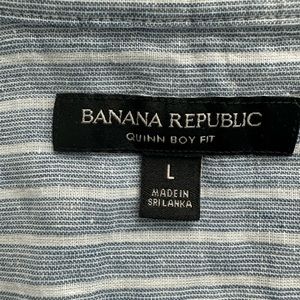 BANANA REPUBLIC
QUINN BOY FIT
L
MADE IN
SRI LANKA